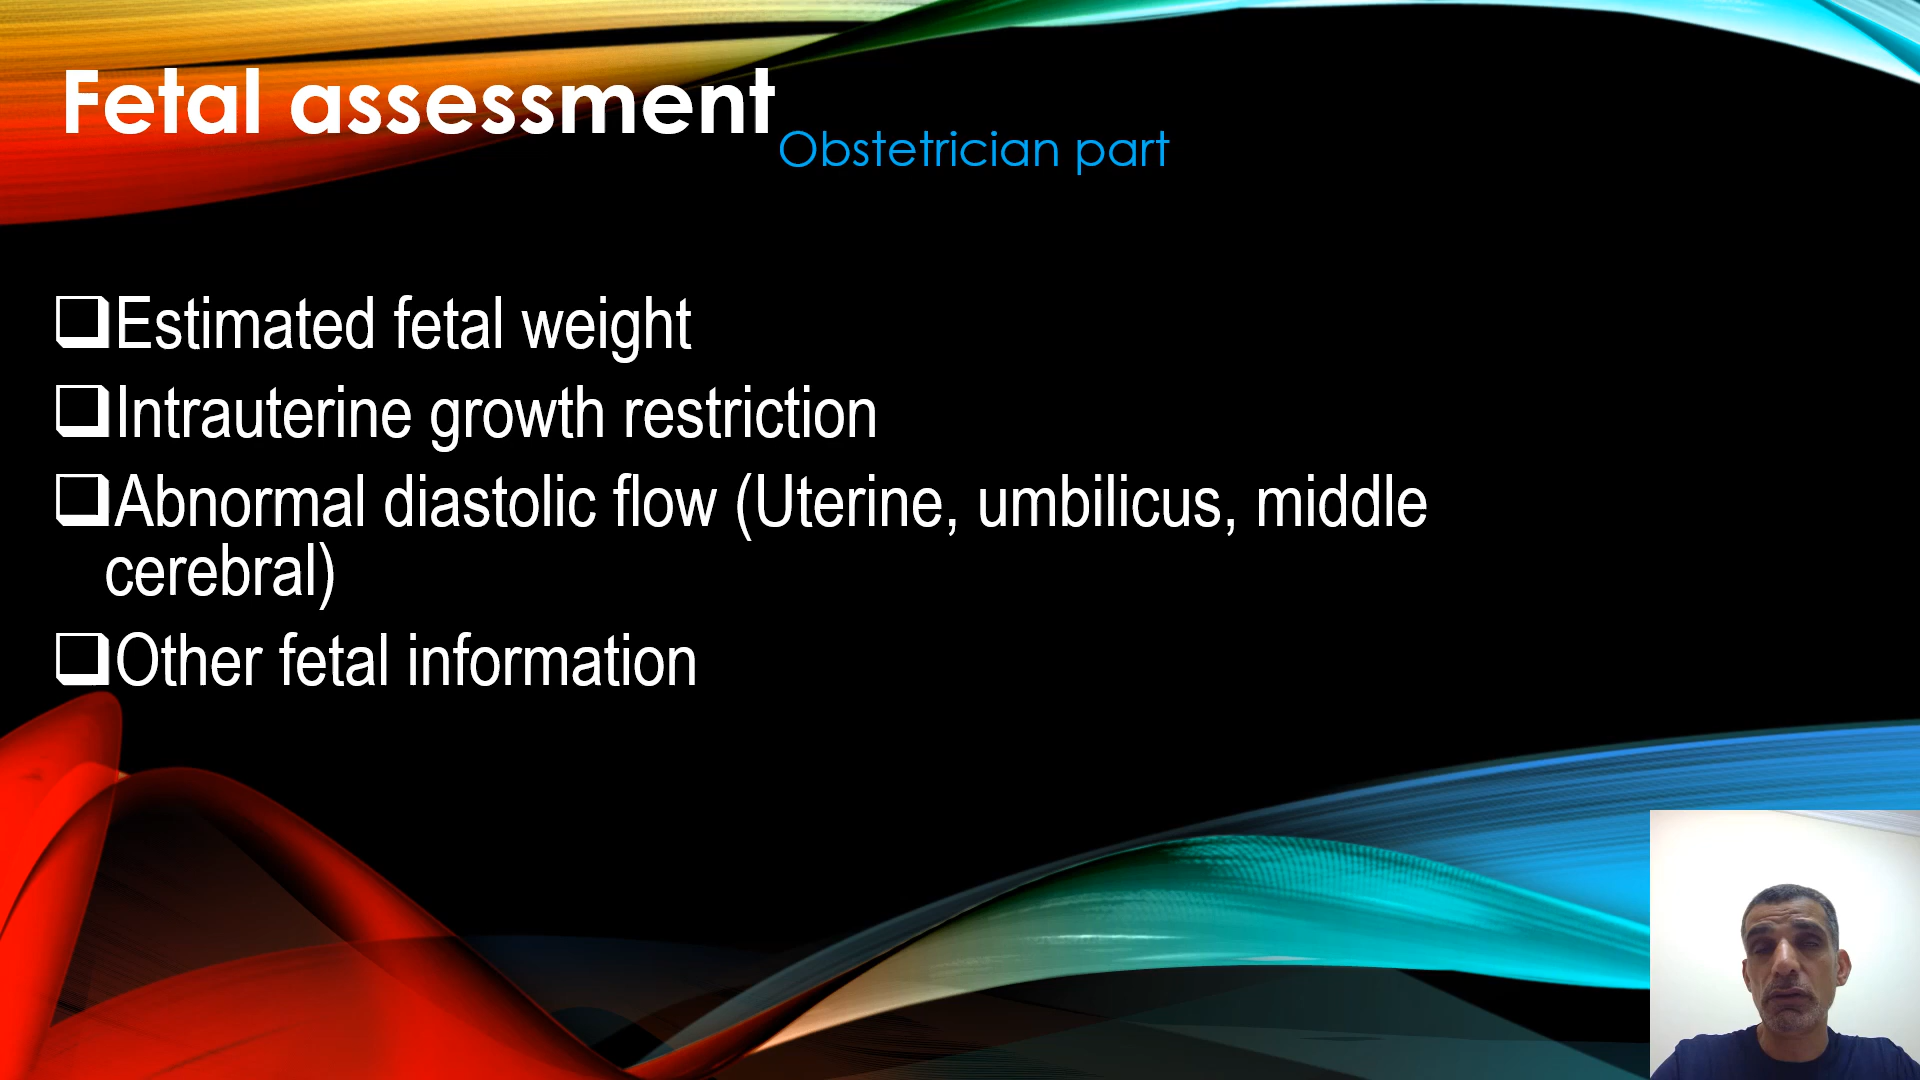 Fetal assessment
Obstetrician part
❑Estimated fetal weight
❑Intrauterine growth restriction
❑Abnormal diastolic flow (Uterine, umbilicus, middle
cerebral)
❑Other fetal information